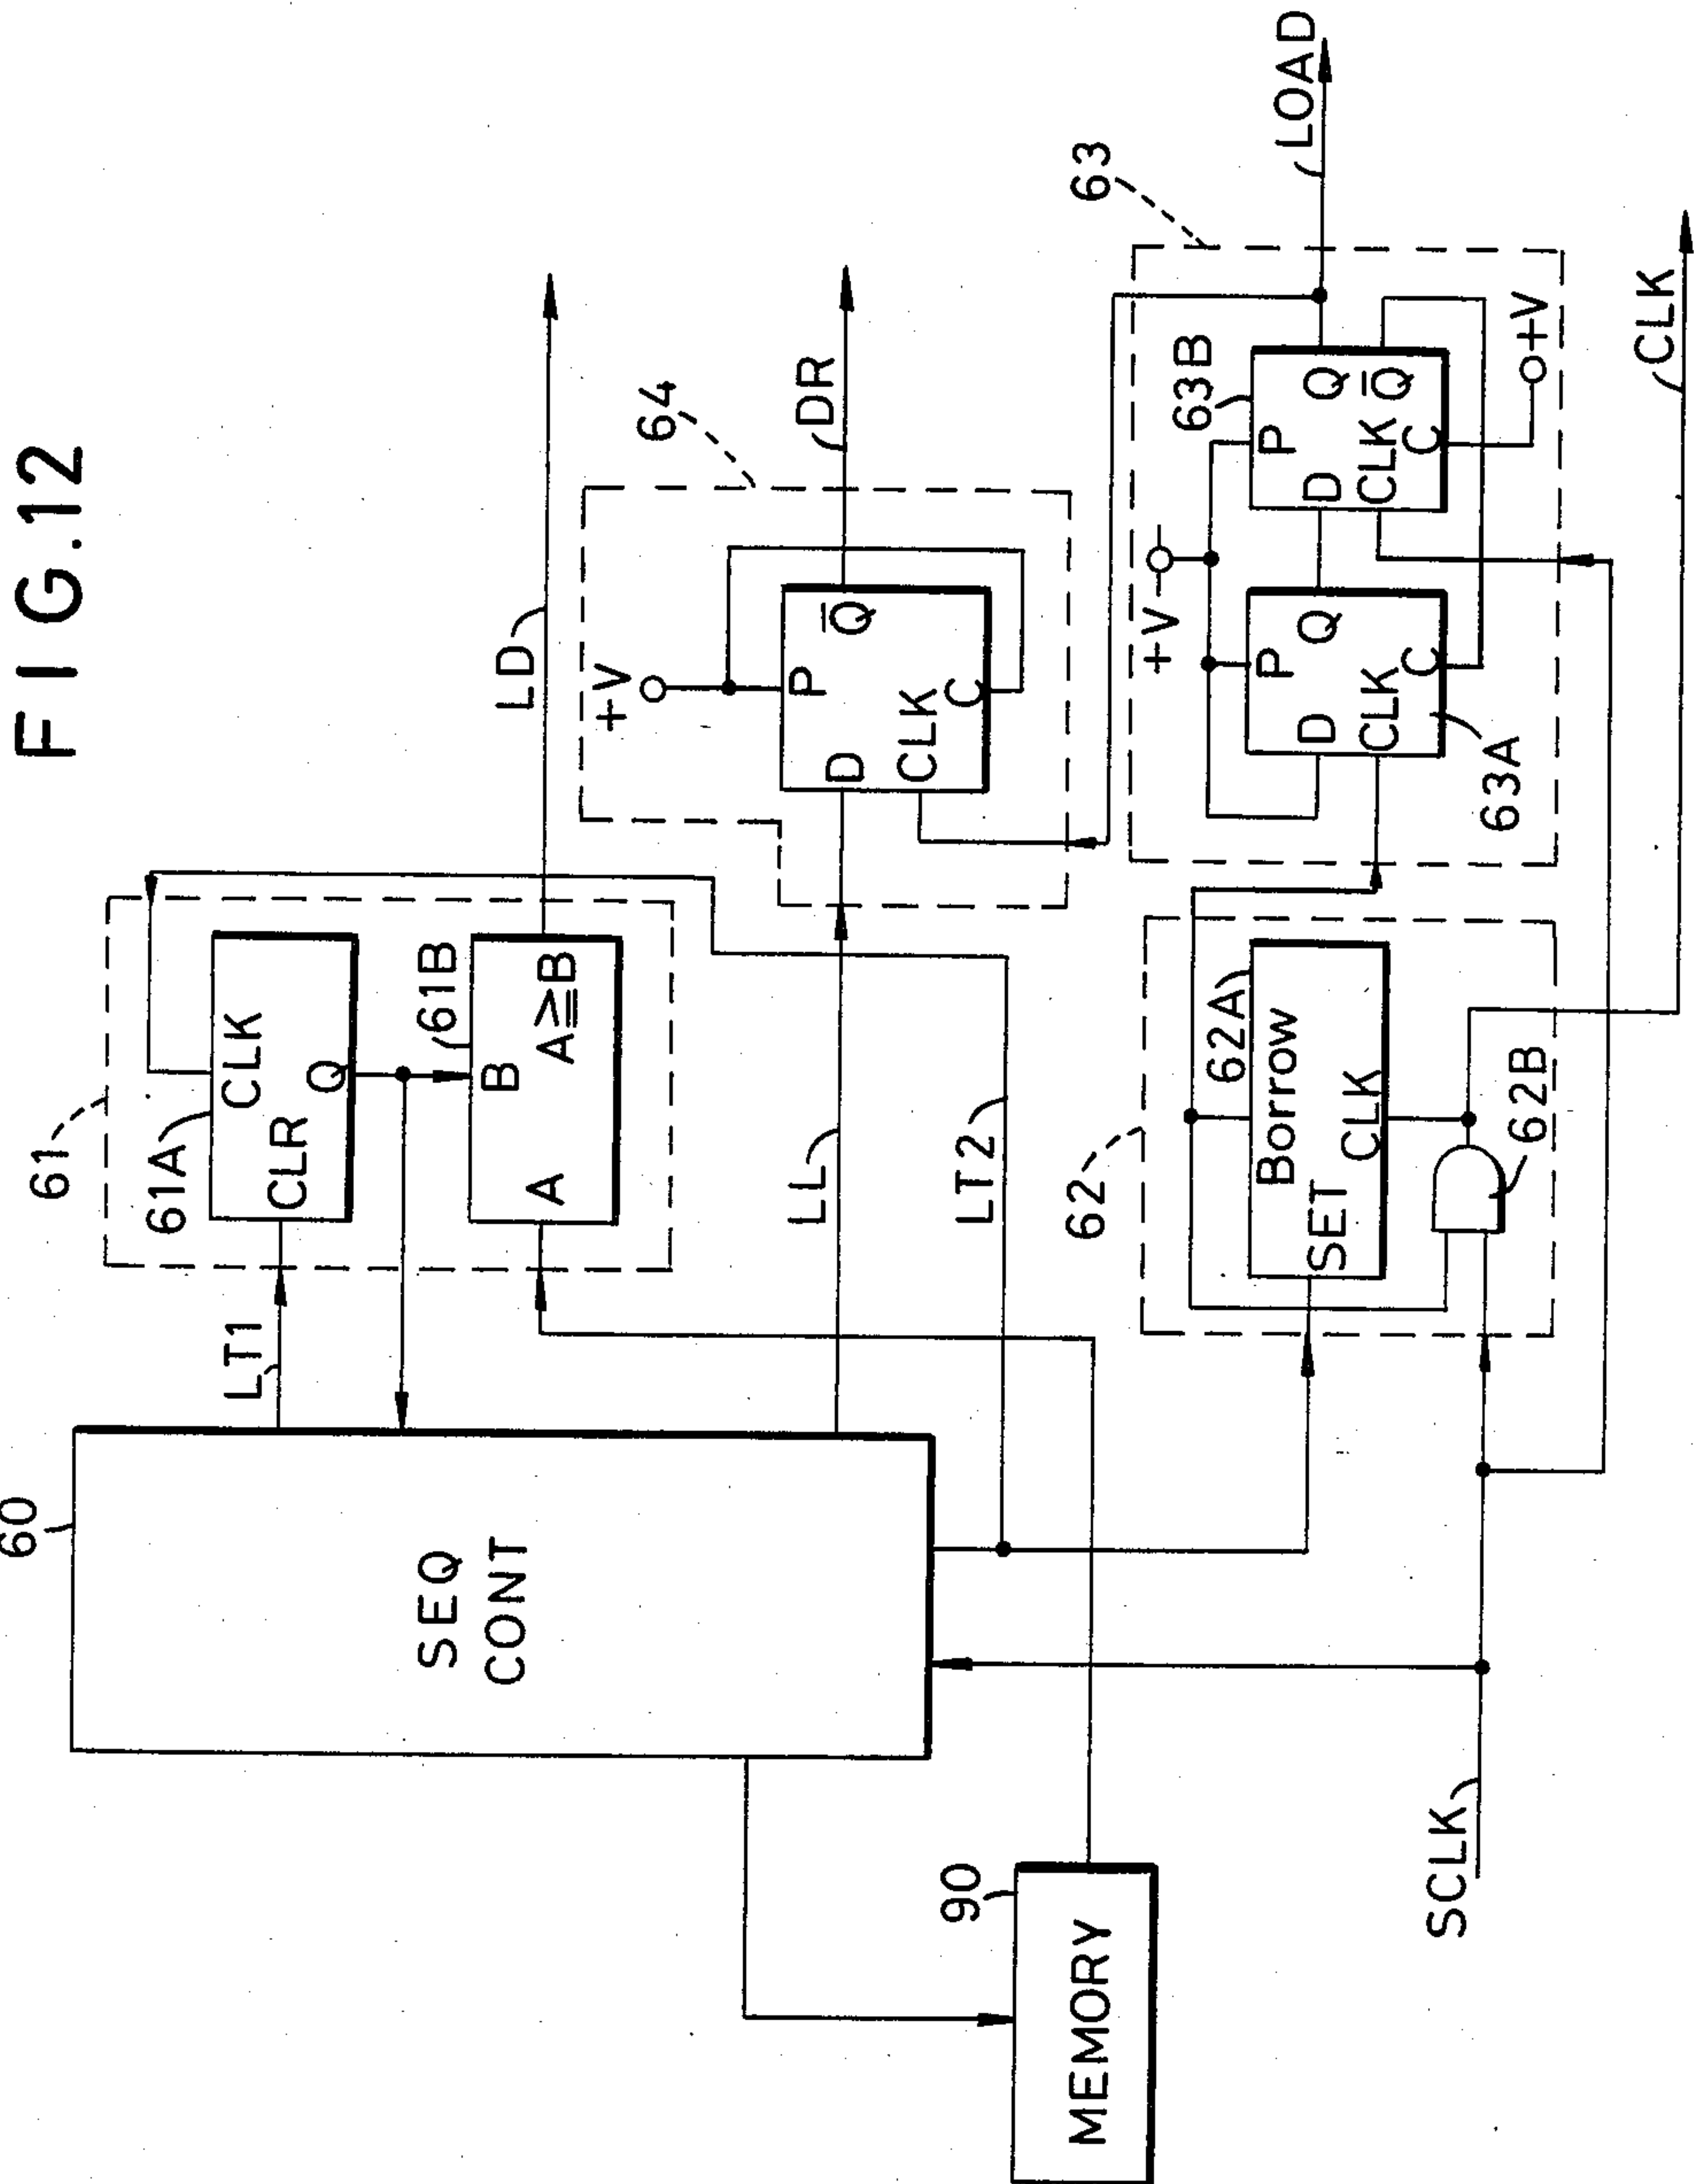 FIG.12
60
SEQ
CONT
90
MEMORY
SCLK
LT1
61
61A
CLK
CLR
Q
61B
B
A
A≧B
LD
LL
LT2
64
+V
P
D
Q̅
CLK
C
DR
62
62A
Borrow
SET
CLK
62B
63
+V
P
D
Q
CLK
C
63A
63B
P
D
Q
CLK
Q̅
C
+V
LOAD
CLK